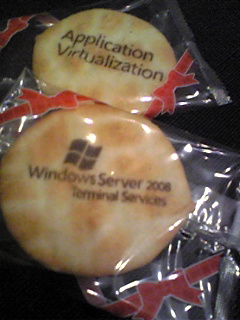 Application
Virtualization
Windows Server 2008
Terminal Services